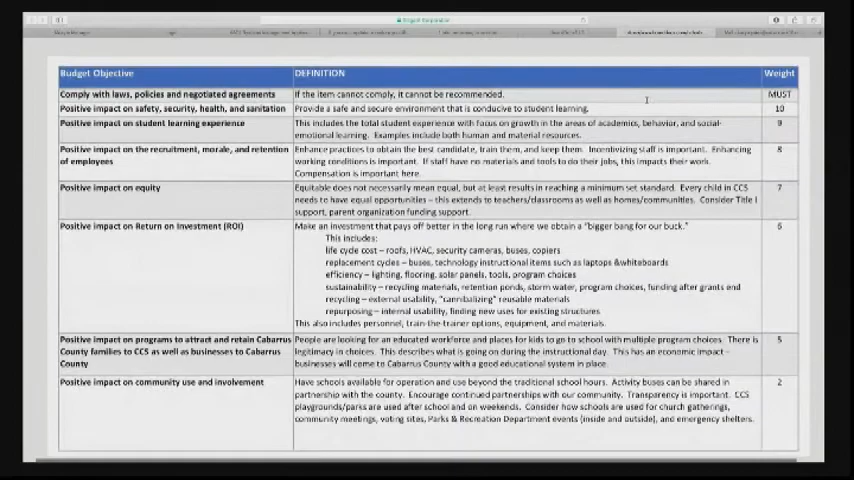 Budget Objective DEFINITION Weight
Comply with laws, policies and negotiated agreements If the item cannot comply, it cannot be recommended. MUST
Positive impact on safety, security, health, and sanitation Provide a safe and secure environment that is conducive to student learning. 10
Positive impact on student learning experience This includes the total student experience with focus on growth in the areas of academics, behavior, and social- 9
emotional learning. Examples include both human and material resources.
Positive impact on the recruitment, morale, and retention Enhance practices to obtain the best candidate, train them, and keep them. Incentivizing staff is important. Enhancing 8
of employees working conditions is important. If staff have no materials and tools to do their jobs, this impacts their work.
Compensation is important here.
Positive impact on equity Equitable does not necessarily mean equal, but at least results in reaching a minimum set standard. Every child in CCS 7
needs to have equal opportunities – this extends to teachers/classrooms as well as homes/communities. Consider Title I
support, parent organization funding support.
Positive impact on Return on Investment (ROI) Make an investment that pays off better in the long run where we obtain a "bigger bang for our buck." 6
This includes:
life cycle cost – roofs, HVAC, security cameras, buses, copiers
replacement cycles – buses, technology instructional items such as laptops &whiteboards
efficiency – lighting, flooring, solar panels, tools, program choices
sustainability – recycling materials, retention ponds, storm water, program choices, funding after grants end
recycling – external usability, "cannibalizing" reusable materials
repurposing – internal usability, finding new uses for existing structures
This also includes personnel, train-the-trainer options, equipment, and materials.
Positive impact on programs to attract and retain Cabarrus People are looking for an educated workforce and places for kids to go to school with multiple program choices. There is 5
County families to CCS as well as businesses to Cabarrus legitimacy in choices. This describes what is going on during the instructional day. This has an economic impact –
County businesses will come to Cabarrus County with a good educational system in place.
Positive impact on community use and involvement Have schools available for operation and use beyond the traditional school hours. Activity buses can be shared in 2
partnership with the county. Encourage continued partnerships with our community. Transparency is important. CCS
playgrounds/parks are used after school and on weekends. Consider how schools are used for church gatherings,
community meetings, voting sites, Parks & Recreation Department events (inside and outside), and emergency shelters.